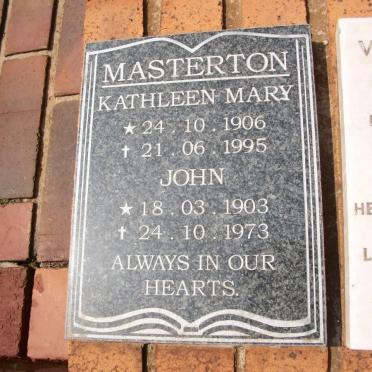 MASTERTON
KATHLEEN MARY
★ 24 . 10 . 1906
✝ 21 . 06 . 1995
JOHN
★ 18 . 03 . 1903
✝ 24 . 10 . 1973
ALWAYS IN OUR
HEARTS.